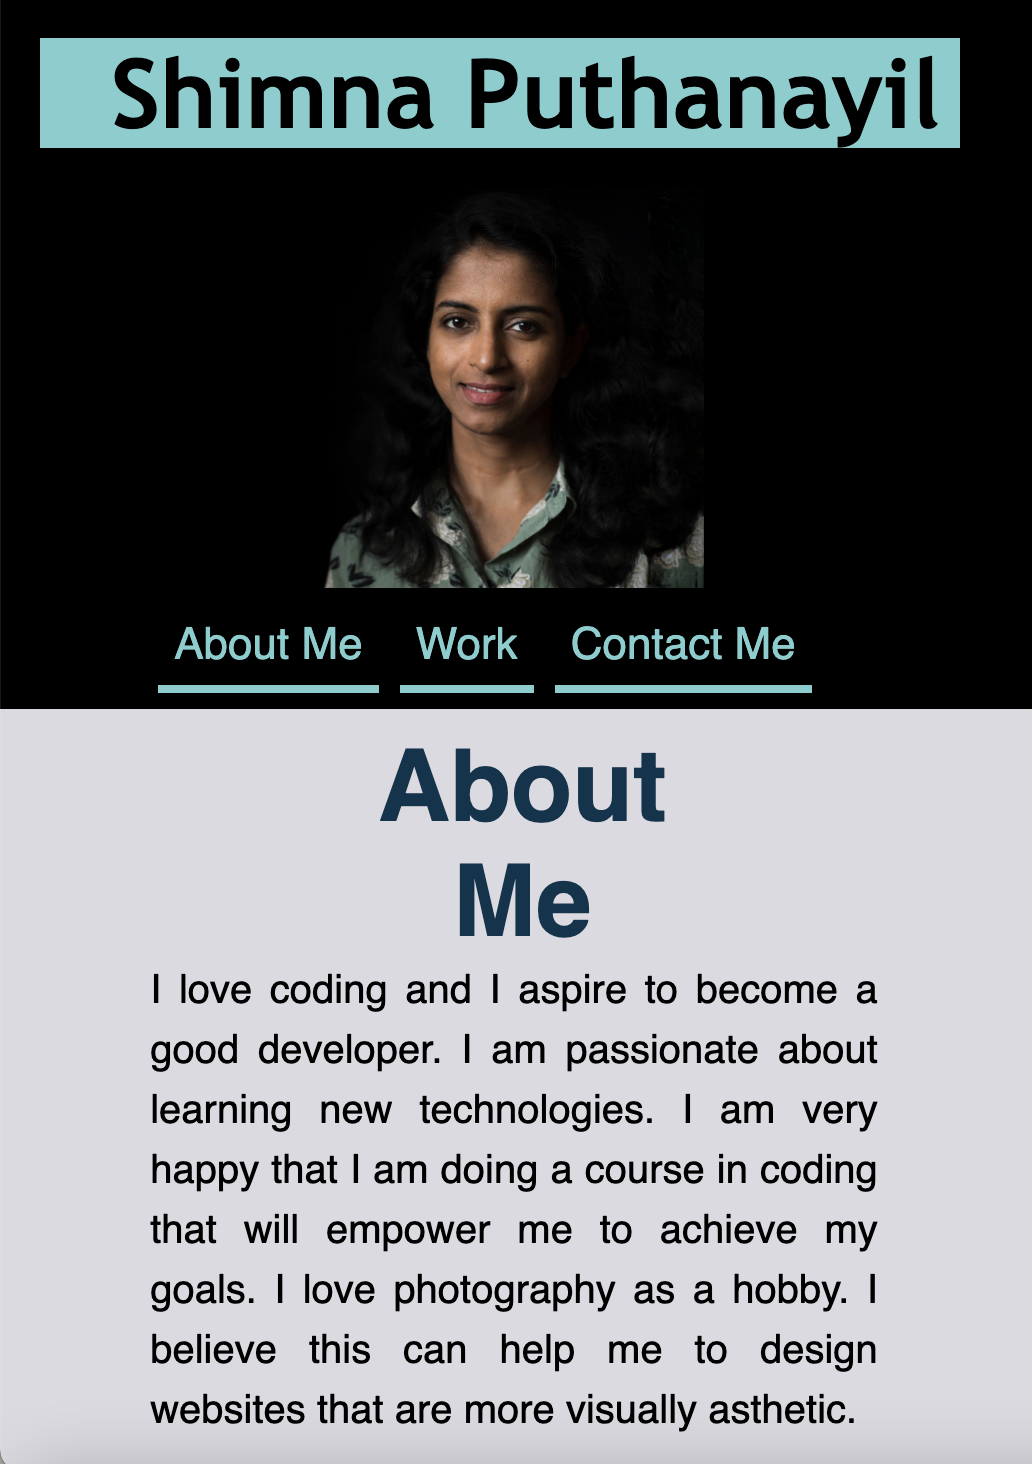 Shimna Puthanayil
About Me Work Contact Me
About
Me
I love coding and I aspire to become a
good developer. I am passionate about
learning new technologies. I am very
happy that I am doing a course in coding
that will empower me to achieve my
goals. I love photography as a hobby. I
believe this can help me to design
websites that are more visually asthetic.